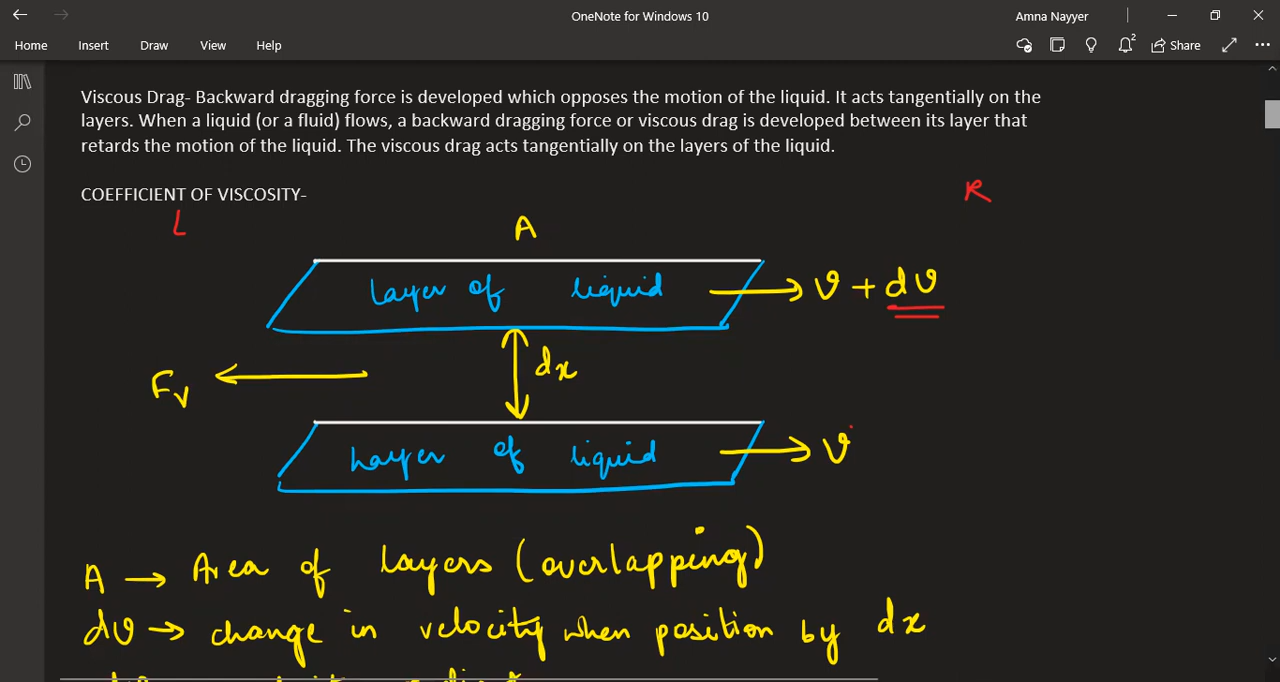 OneNote for Windows 10
Amna Nayyer
Home Insert Draw View Help
2 Share
Viscous Drag- Backward dragging force is developed which opposes the motion of the liquid. It acts tangentially on the
layers. When a liquid (or a fluid) flows, a backward dragging force or viscous drag is developed between its layer that
retards the motion of the liquid. The viscous drag acts tangentially on the layers of the liquid.
COEFFICIENT OF VISCOSITY-
L R
A
Layer of liquid v + dv
dx
Fv
Layer of liquid v
A → Area of layers (overlapping)
dv → change in velocity when position by dx